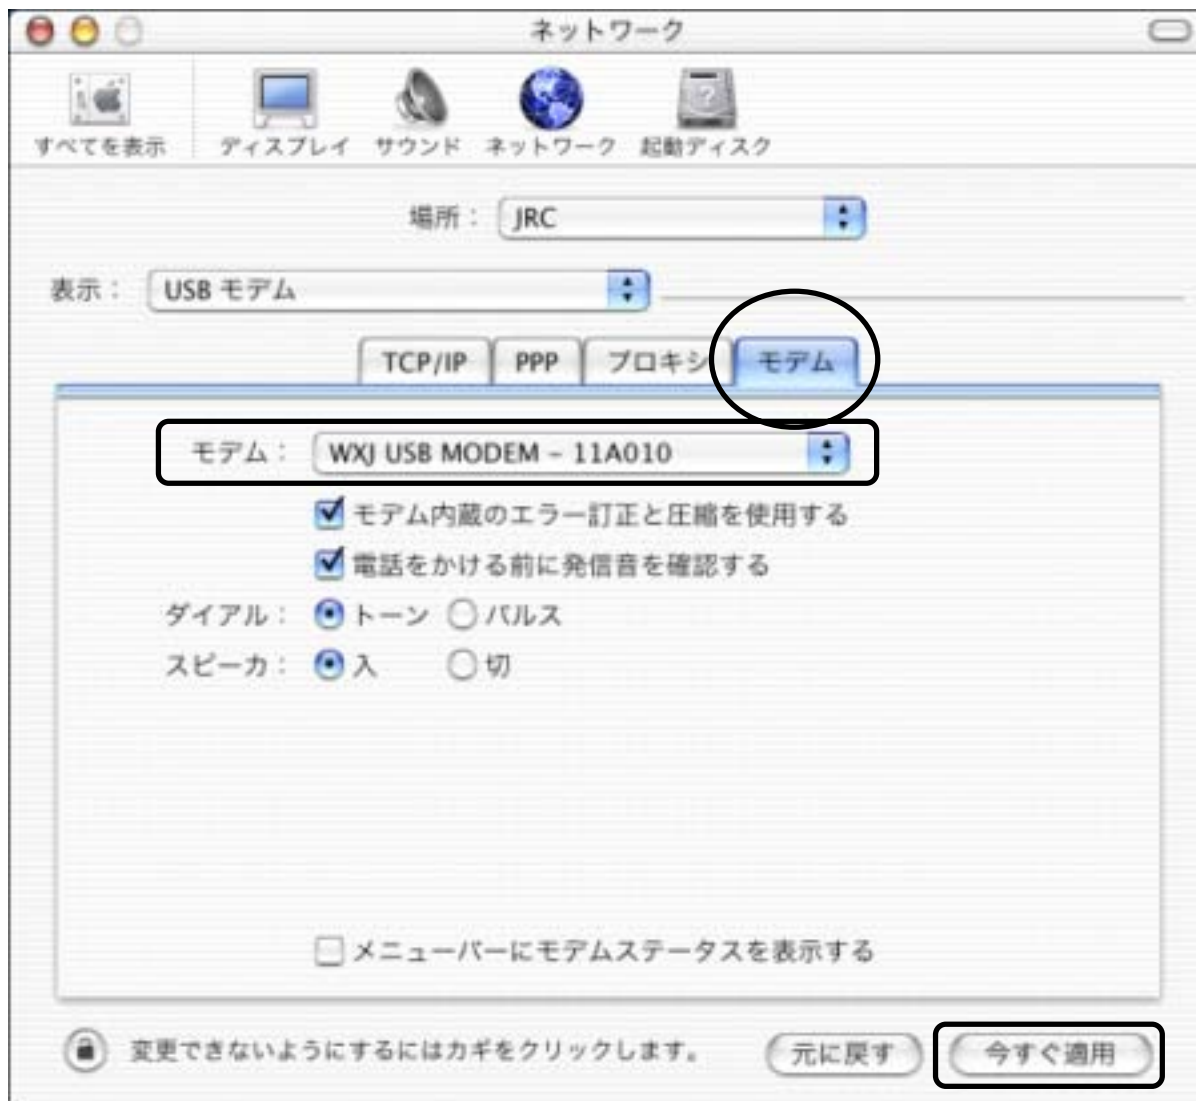 ネットワーク
すべてを表示 ディスプレイ サウンド ネットワーク 起動ディスク
場所： JRC
表示： USB モデム
TCP/IP PPP プロキシ モデム
モデム： WXJ USB MODEM – 11A010
モデム内蔵のエラー訂正と圧縮を使用する
電話をかける前に発信音を確認する
ダイアル： トーン パルス
スピーカ： 入 切
メニューバーにモデムステータスを表示する
変更できないようにするにはカギをクリックします。 元に戻す 今すぐ適用